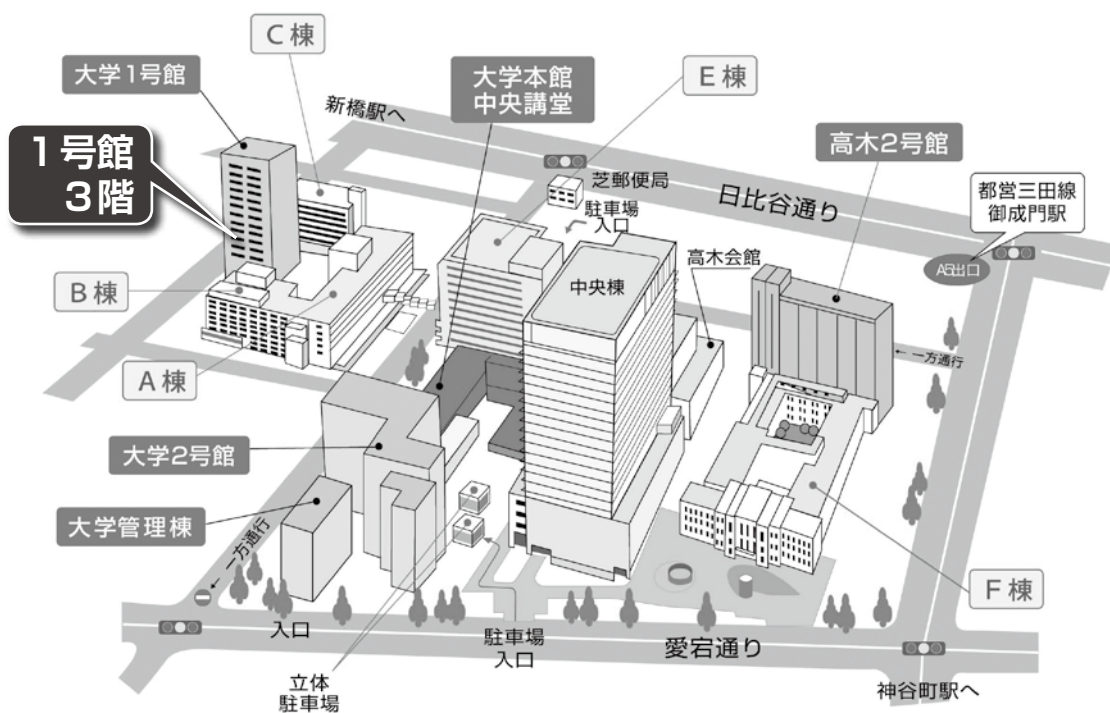 C棟
大学1号館
大学本館
中央講堂
E棟
新橋駅へ
1号館
3階
芝郵便局
駐車場
入口
日比谷通り
高木2号館
都営三田線
御成門駅
A5出口
高木会館
中央棟
B棟
A棟
←一方通行
大学2号館
大学管理棟
←一方通行
F棟
入口
駐車場
入口
愛宕通り
立体
駐車場
神谷町駅へ